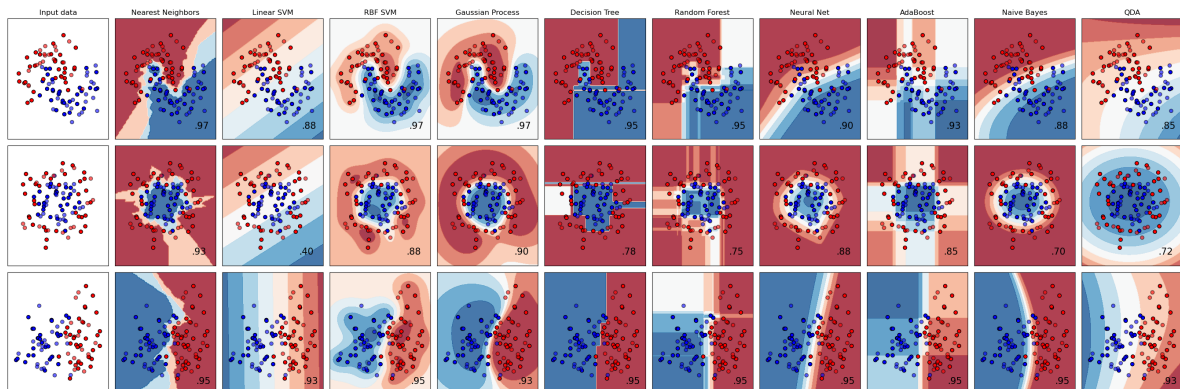 Input data
Nearest Neighbors
Linear SVM
RBF SVM
Gaussian Process
Decision Tree
Random Forest
Neural Net
AdaBoost
Naive Bayes
QDA
.97
.88
.97
.97
.95
.95
.90
.93
.88
.85
.93
.40
.88
.90
.78
.75
.88
.85
.70
.72
.95
.93
.95
.93
.95
.95
.95
.95
.95
.93